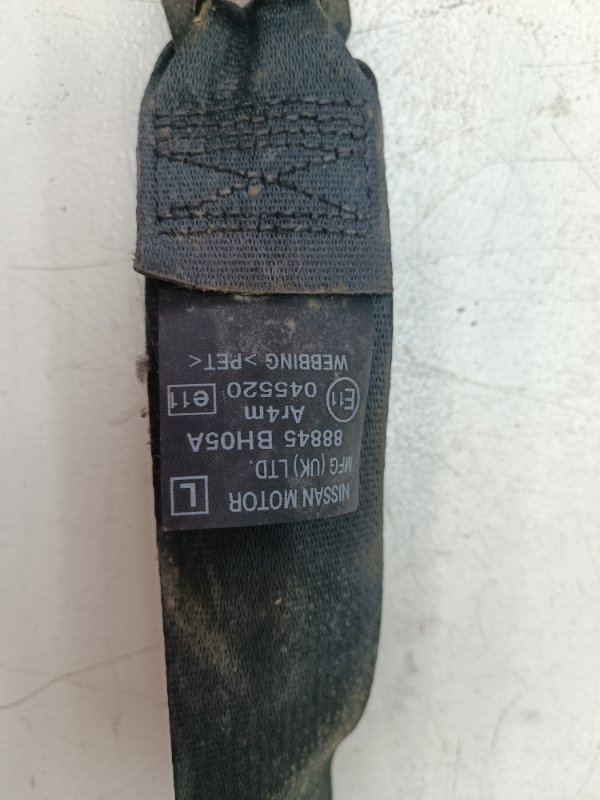 NISSAN MOTOR
MFG (UK) LTD.
L
88845 BH05A
Ar4m
E11 045520 e11
WEBBING >PET<